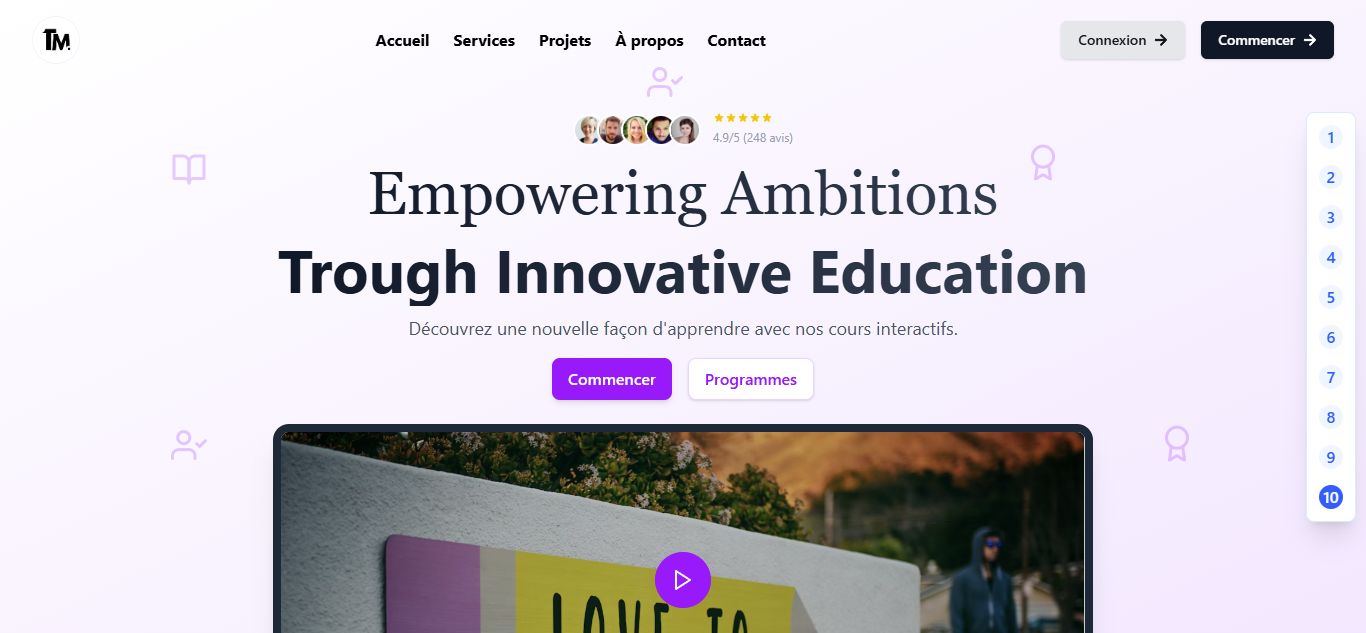 TM
Accueil Services Projets À propos Contact
Connexion
Commencer
4.9/5 (248 avis)
Empowering Ambitions
Trough Innovative Education
Découvrez une nouvelle façon d'apprendre avec nos cours interactifs.
Commencer
Programmes
LOVE TO
1
2
3
4
5
6
7
8
9
10